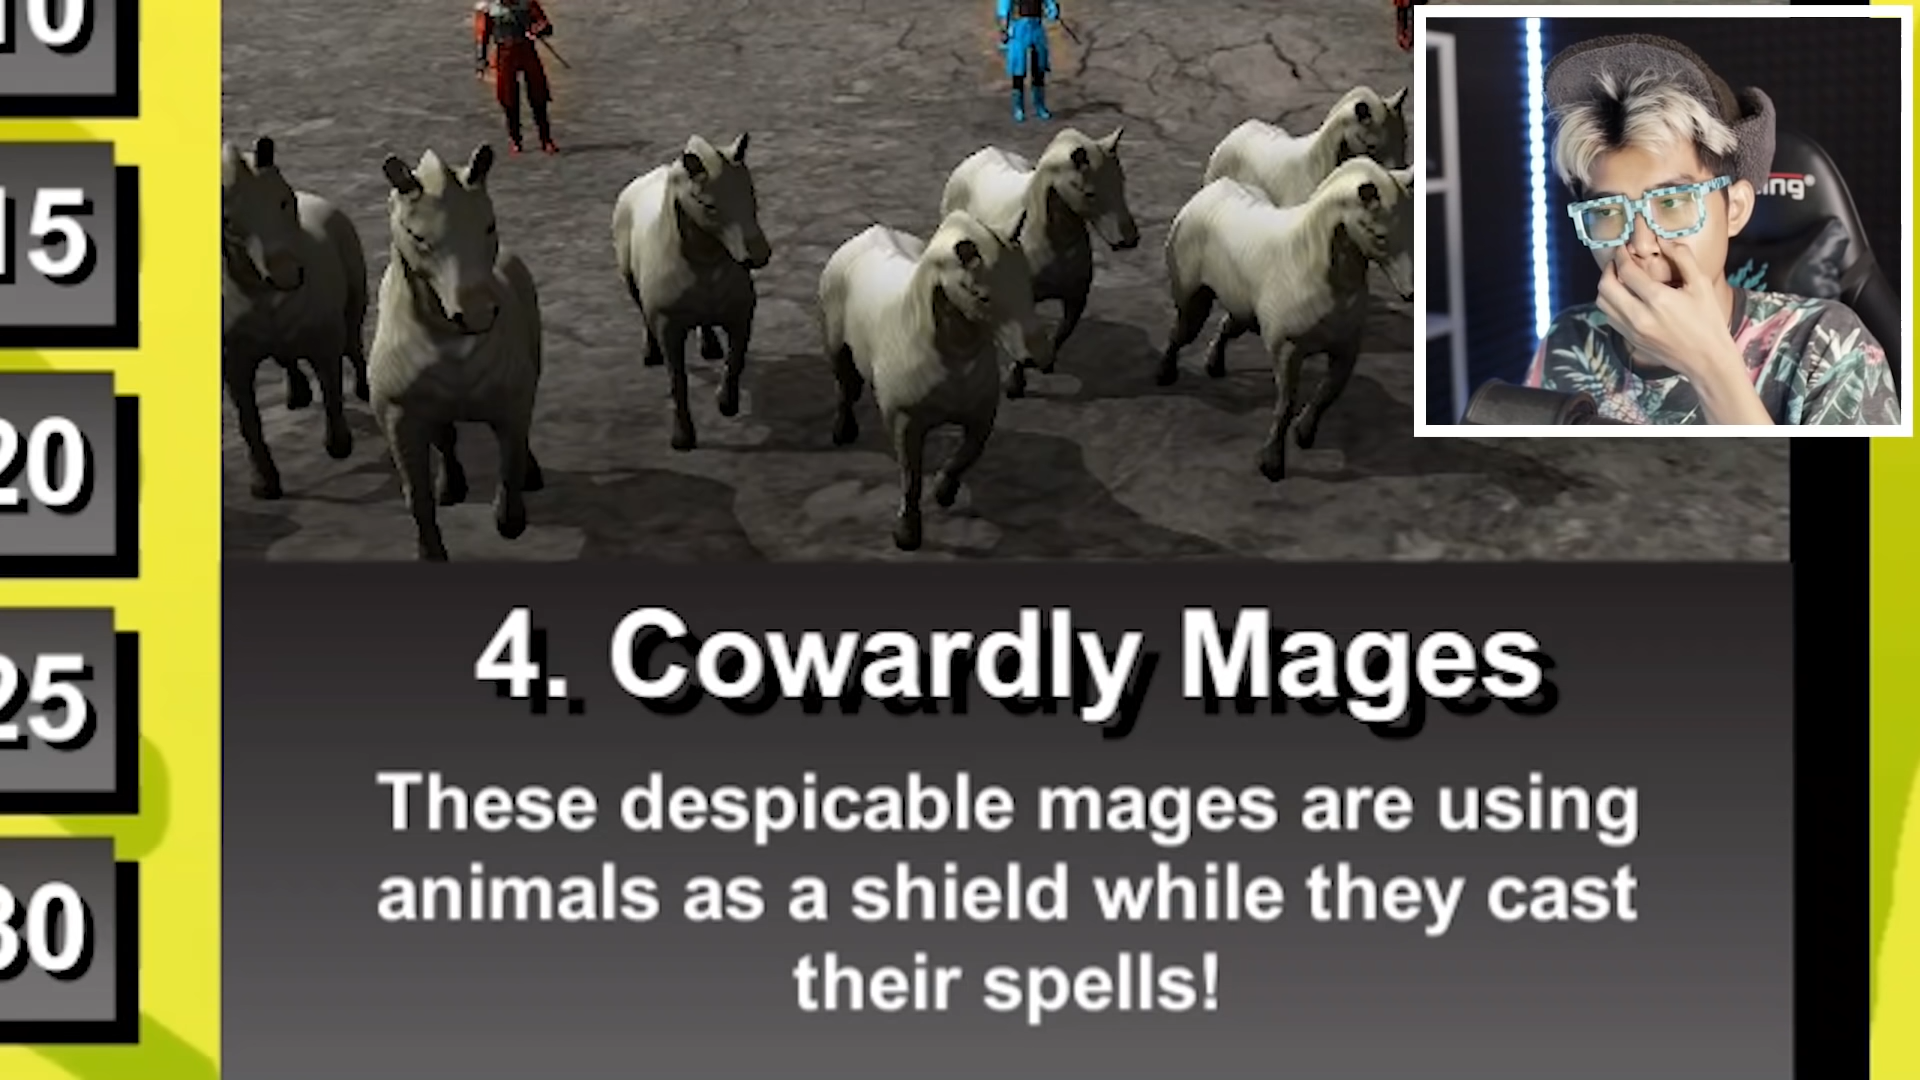 10
15
20
25
30
ing®
4. Cowardly Mages
These despicable mages are using
animals as a shield while they cast
their spells!